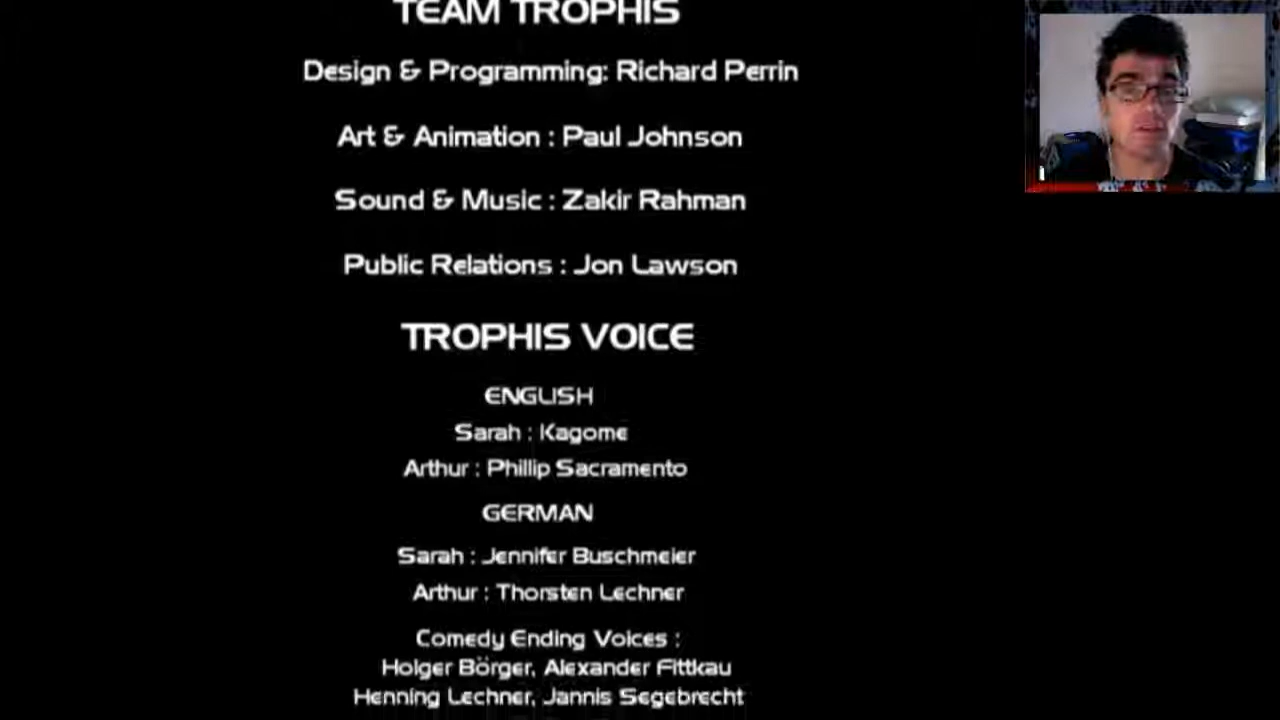 TEAM TROPHIS
Design & Programming: Richard Perrin
Art & Animation : Paul Johnson
Sound & Music : Zakir Rahman
Public Relations : Jon Lawson
TROPHIS VOICE
ENGLISH
Sarah : Kagome
Arthur : Phillip Sacramento
GERMAN
Sarah : Jennifer Buschmeier
Arthur : Thorsten Lechner
Comedy Ending Voices :
Holger Börger, Alexander Fittkau
Henning Lechner, Jannis Segebrecht